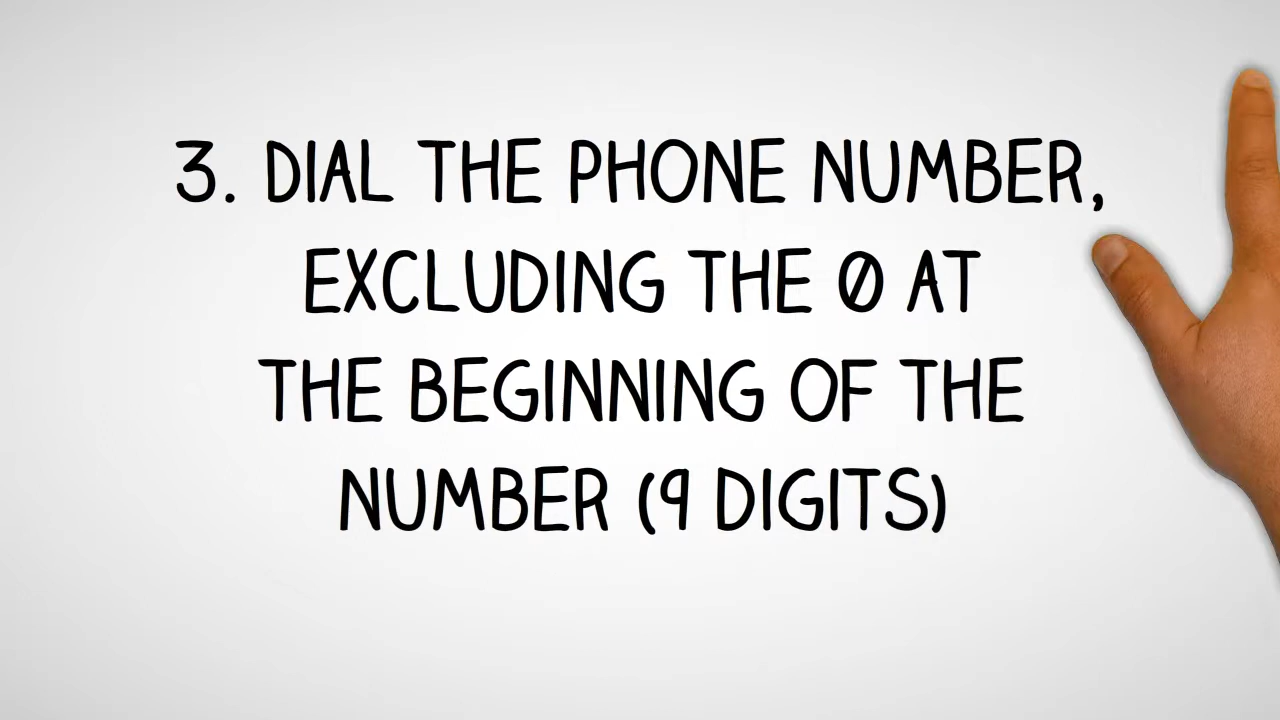 3. DIAL THE PHONE NUMBER,
EXCLUDING THE 0 AT
THE BEGINNING OF THE
NUMBER (9 DIGITS)